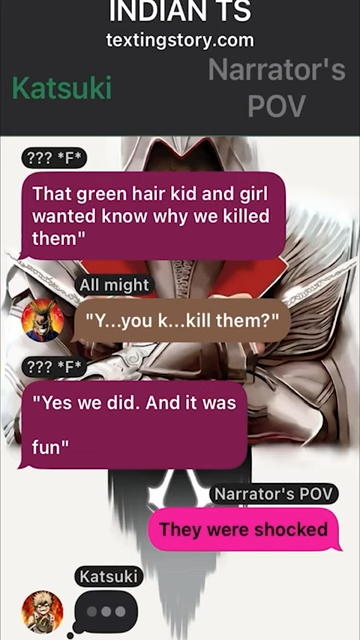 INDIAN TS
textingstory.com
Katsuki
Narrator's
POV
??? *F*
That green hair kid and girl
wanted know why we killed
them"
All might
"Y...you k...kill them?"
??? *F*
"Yes we did. And it was
fun"
Narrator's POV
They were shocked
Katsuki